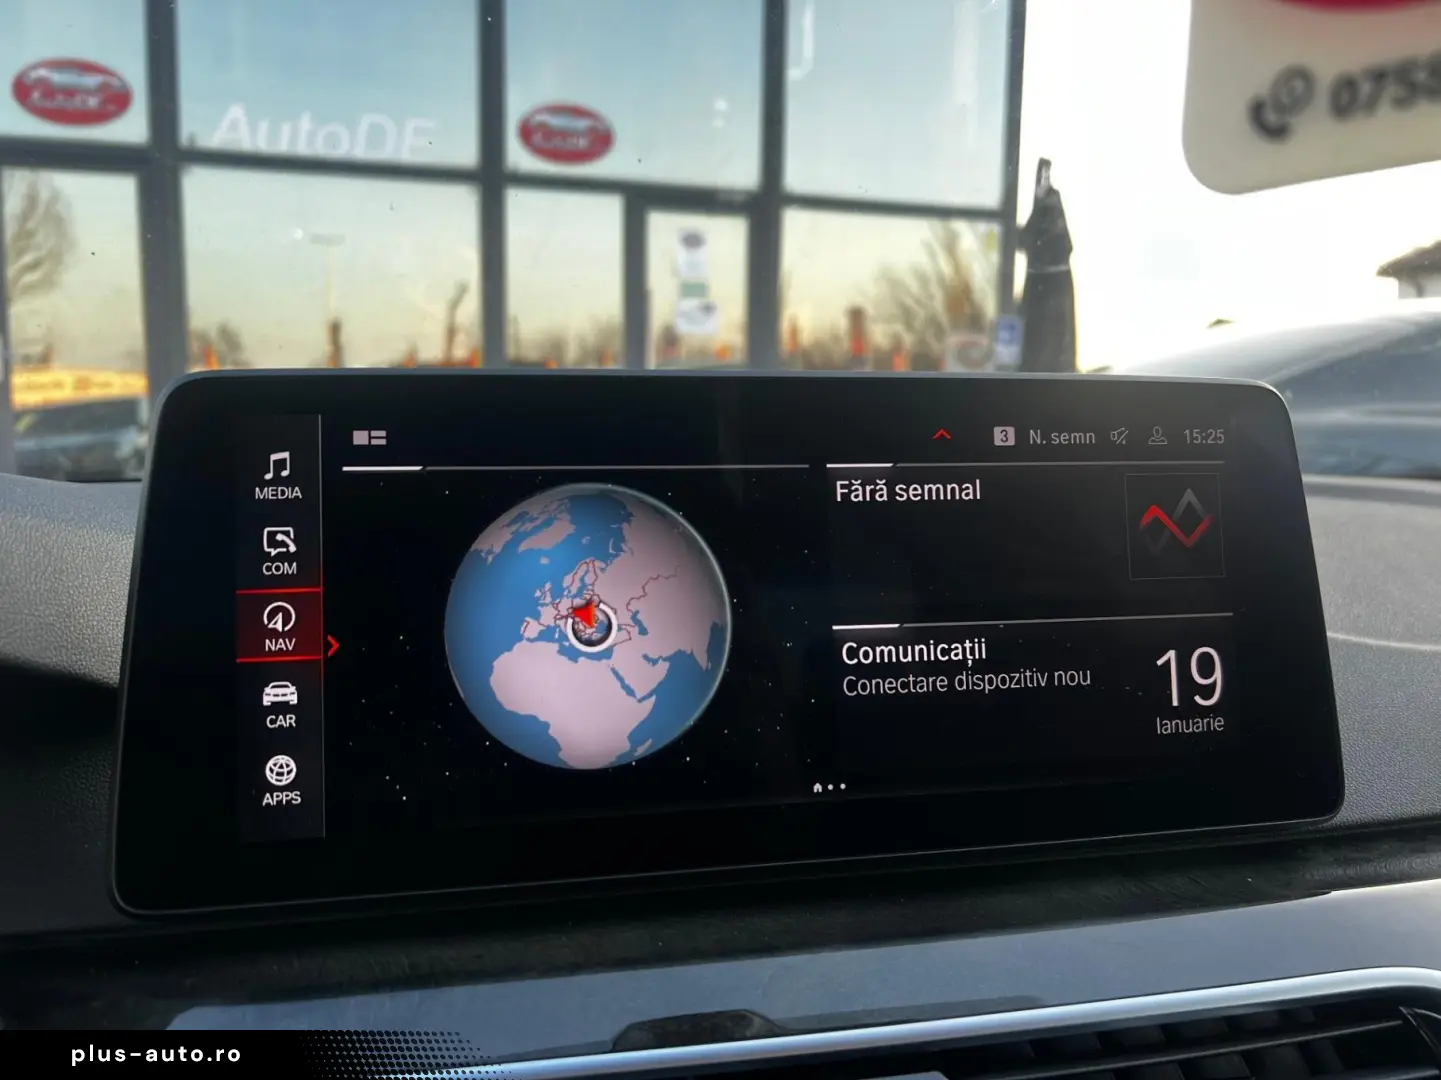 AutoDE
0758
MEDIA
COM
NAV
CAR
APPS
3 N. semn 15:25
Fără semnal
Comunicații
Conectare dispozitiv nou
19
Ianuarie
plus-auto.ro